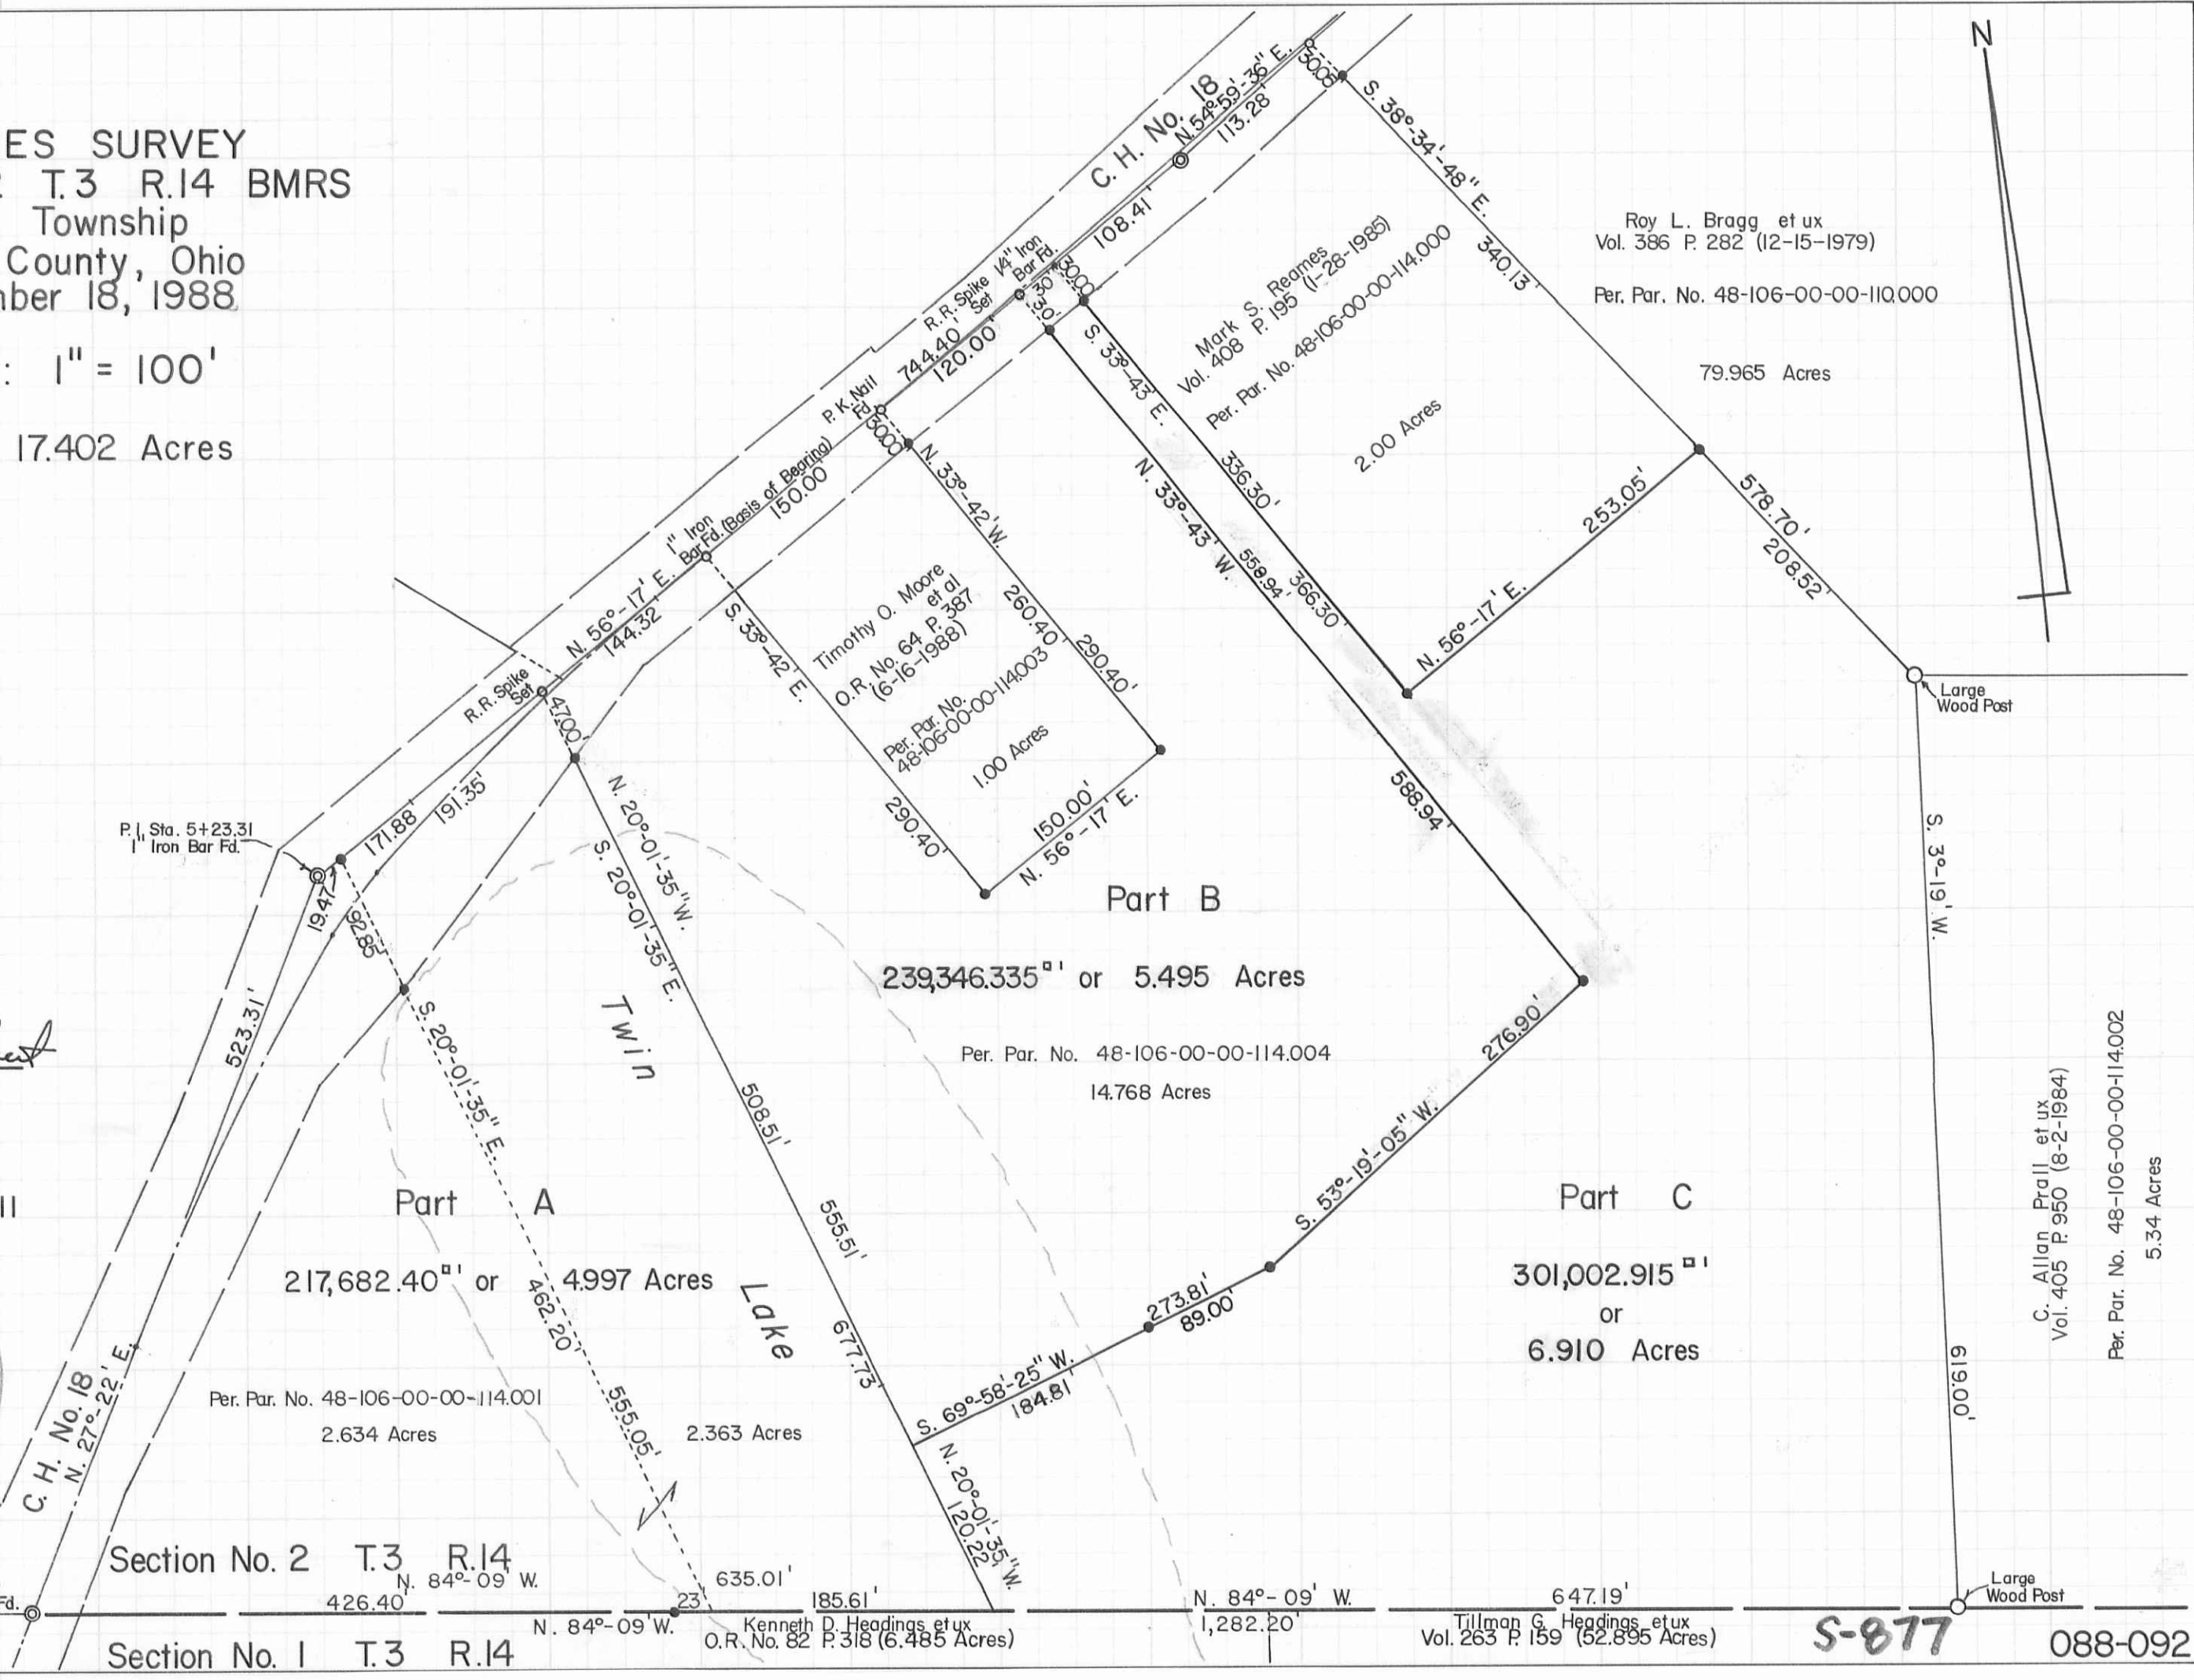 ES SURVEY
T.3 R.14 BMRS
Township
County, Ohio
ber 18, 1988
: 1" = 100'
17.402 Acres
N
C. H. No. 18
N. 54°-59'-36" E.
113.28'
30.05'
108.41'
S. 38°-34'-48" E.
340.13'
Roy L. Bragg et ux
Vol. 386 P. 282 (12-15-1979)
Per. Par. No. 48-106-00-00-110.000
79.965 Acres
Mark S. Reames
Vol. 408 P. 195 (1-28-1985)
Per. Par. No. 48-106-00-00-114.000
2.00 Acres
1/4" Iron
Bar Fd.
R.R. Spike
Set
30'
30.00'
30'
744.40'
120.00'
P.K. Nail
Fd.
30.00'
S. 33°-43' E.
336.30'
366.30'
N. 33°-43' W.
558.94'
588.94'
253.05'
N. 56°-17' E.
578.70'
208.52'
Large
Wood Post
S. 3°-19' W.
619.00'
1" Iron
Bar Fd. (Basis of Bearing)
150.00'
N. 56°-17' E.
144.32'
N. 33°-42' W.
260.40'
290.40'
Timothy O. Moore
et al
O.R. No. 64 P. 387
(6-16-1988)
Per. Par. No.
48-106-00-00-114.003
1.00 Acres
S. 33°-42' E.
290.40'
150.00'
N. 56°-17' E.
R.R. Spike
Set
47.00'
171.88'
191.35'
P.I. Sta. 5+23.31
1" Iron Bar Fd.
19.47'
92.85'
523.31'
N. 20°-01'-35" W.
S. 20°-01'-35" E.
Twin
Lake
508.51'
555.51'
677.73'
Part B
239,346.335□' or 5.495 Acres
Per. Par. No. 48-106-00-00-114.004
14.768 Acres
276.90'
S. 53°-19'-05" W.
273.81'
89.00'
S. 69°-58'-25" W.
184.81'
S. 20°-01'-35" E.
462.20'
555.05'
Part A
217,682.40□' or 4.997 Acres
Per. Par. No. 48-106-00-00-114.001
2.634 Acres
2.363 Acres
C. H. No. 18
N. 27°-22' E.
Part C
301,002.915□'
or
6.910 Acres
C. Allan Prall et ux
Vol. 405 P. 950 (8-2-1984)
Per. Par. No. 48-106-00-00-114.002
5.34 Acres
N. 20°-01'-35" W.
120.22'
Section No. 2 T.3 R.14
N. 84°-09' W.
426.40'
23
635.01'
185.61'
N. 84°-09' W.
647.19'
Large
Wood Post
Fd.
N. 84°-09' W.
Kenneth D. Headings et ux
O.R. No. 82 P. 318 (6.485 Acres)
1,282.20'
Tillman G. Headings, et ux
Vol. 263 P. 159 (52.895 Acres)
S-877
088-092
Section No. 1 T.3 R.14